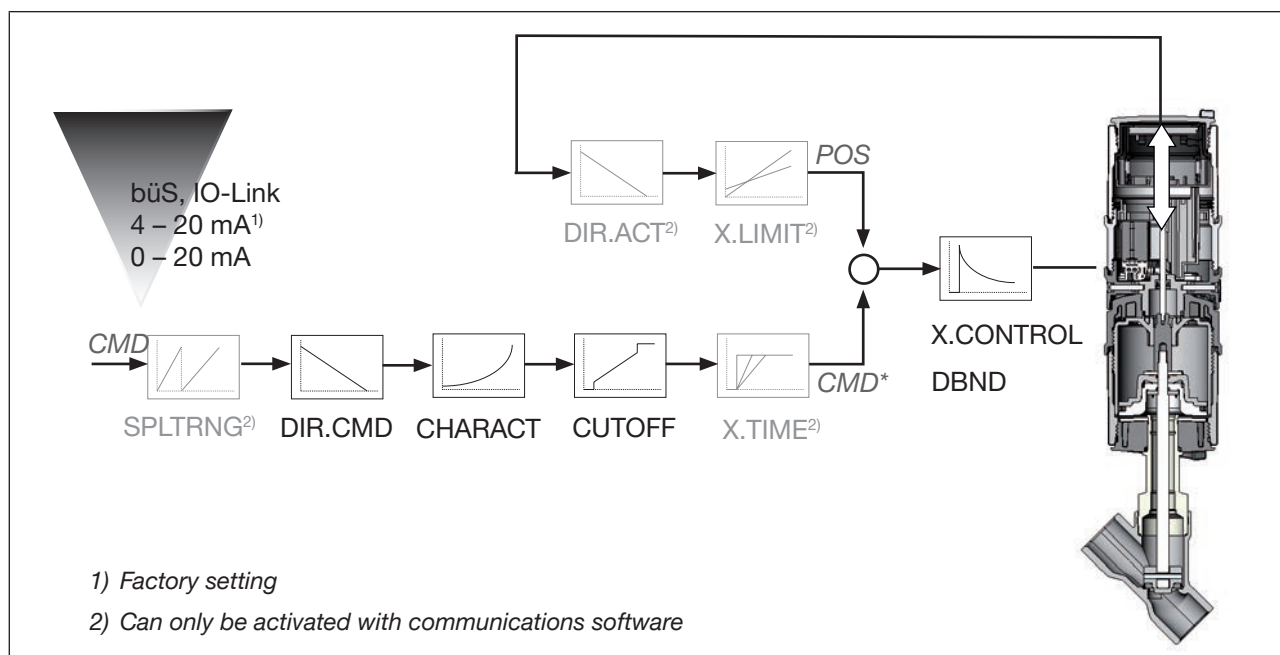 büS, IO-Link
4 – 20 mA1)
0 – 20 mA
DIR.ACT2)
X.LIMIT2)
POS
CMD
SPLTRNG2)
DIR.CMD
CHARACT
CUTOFF
X.TIME2)
CMD*
X.CONTROL
DBND
1) Factory setting
2) Can only be activated with communications software